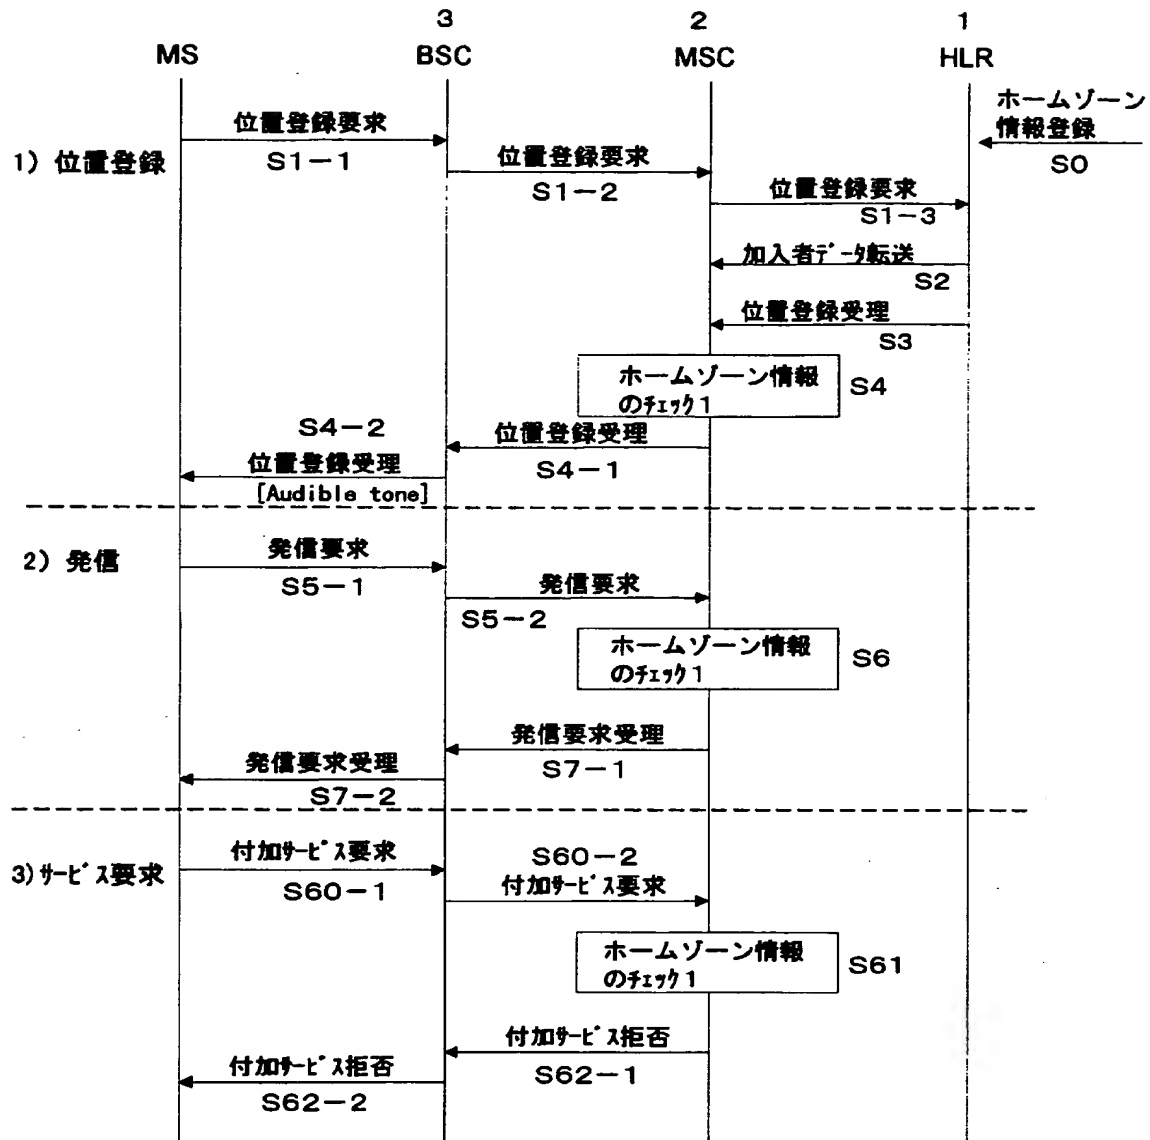 3
2
1
MS
BSC
MSC
HLR
ホームゾーン
情報登録
S0
1) 位置登録
位置登録要求
S1-1
位置登録要求
S1-2
位置登録要求
S1-3
加入者データ転送
S2
位置登録受理
S3
ホームゾーン情報
のチェック1
S4
位置登録受理
S4-1
S4-2
位置登録受理
[Audible tone]
2) 発信
発信要求
S5-1
発信要求
S5-2
ホームゾーン情報
のチェック1
S6
発信要求受理
S7-1
発信要求受理
S7-2
3)サービス要求
付加サービス要求
S60-1
S60-2
付加サービス要求
ホームゾーン情報
のチェック1
S61
付加サービス拒否
S62-1
付加サービス拒否
S62-2